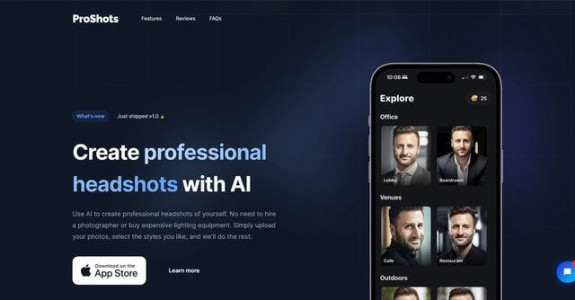 ProShots
Features Reviews FAQs
What's new Just shipped v1.0
Create professional
headshots with AI
Use AI to create professional headshots of yourself. No need to hire
a photographer or buy expensive lighting equipment. Simply upload
your photos, select the styles you like, and we'll do the rest.
Download on the
App Store
Learn more
10:08
Explore
25
Office
Lobby
Boardroom
Venues
Cafe
Restaurant
Outdoors